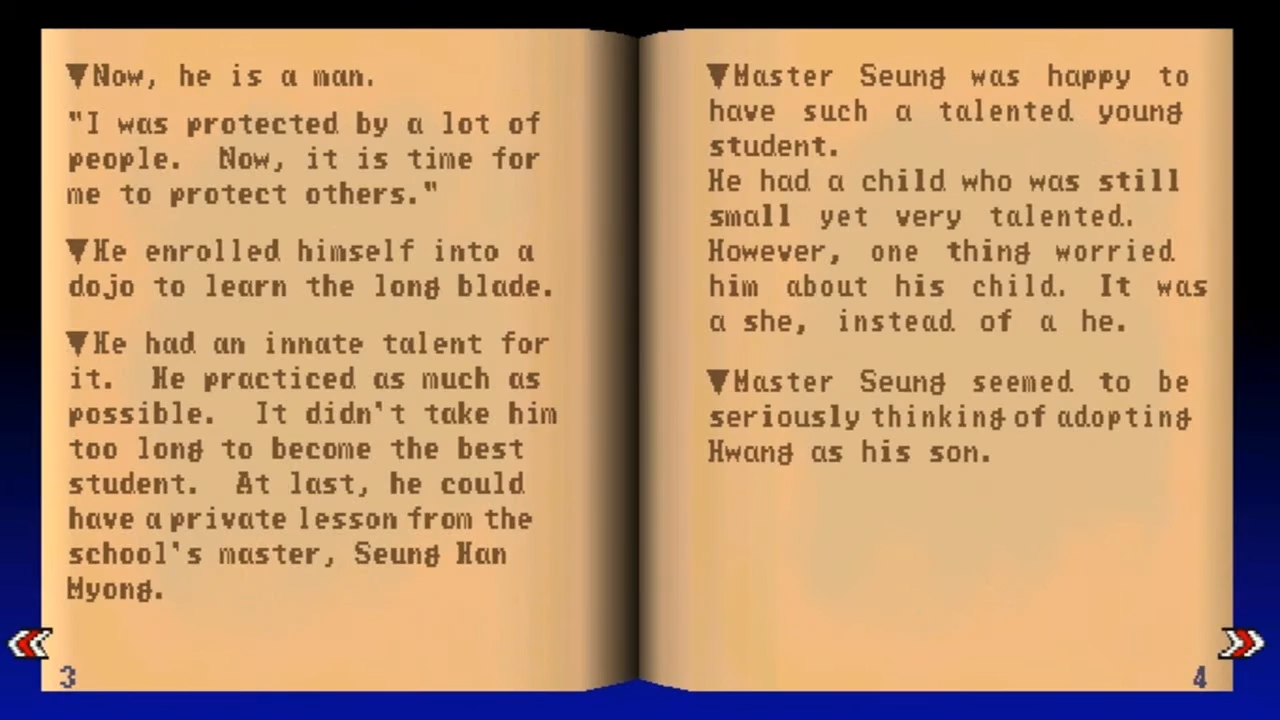 ▼Now, he is a man.
"I was protected by a lot of
people. Now, it is time for
me to protect others."
▼He enrolled himself into a
dojo to learn the long blade.
▼He had an innate talent for
it. He practiced as much as
possible. It didn't take him
too long to become the best
student. At last, he could
have a private lesson from the
school's master, Seung Han
Myong.
3
▼Master Seung was happy to
have such a talented young
student.
He had a child who was still
small yet very talented.
However, one thing worried
him about his child. It was
a she, instead of a he.
▼Master Seung seemed to be
seriously thinking of adopting
Hwang as his son.
4